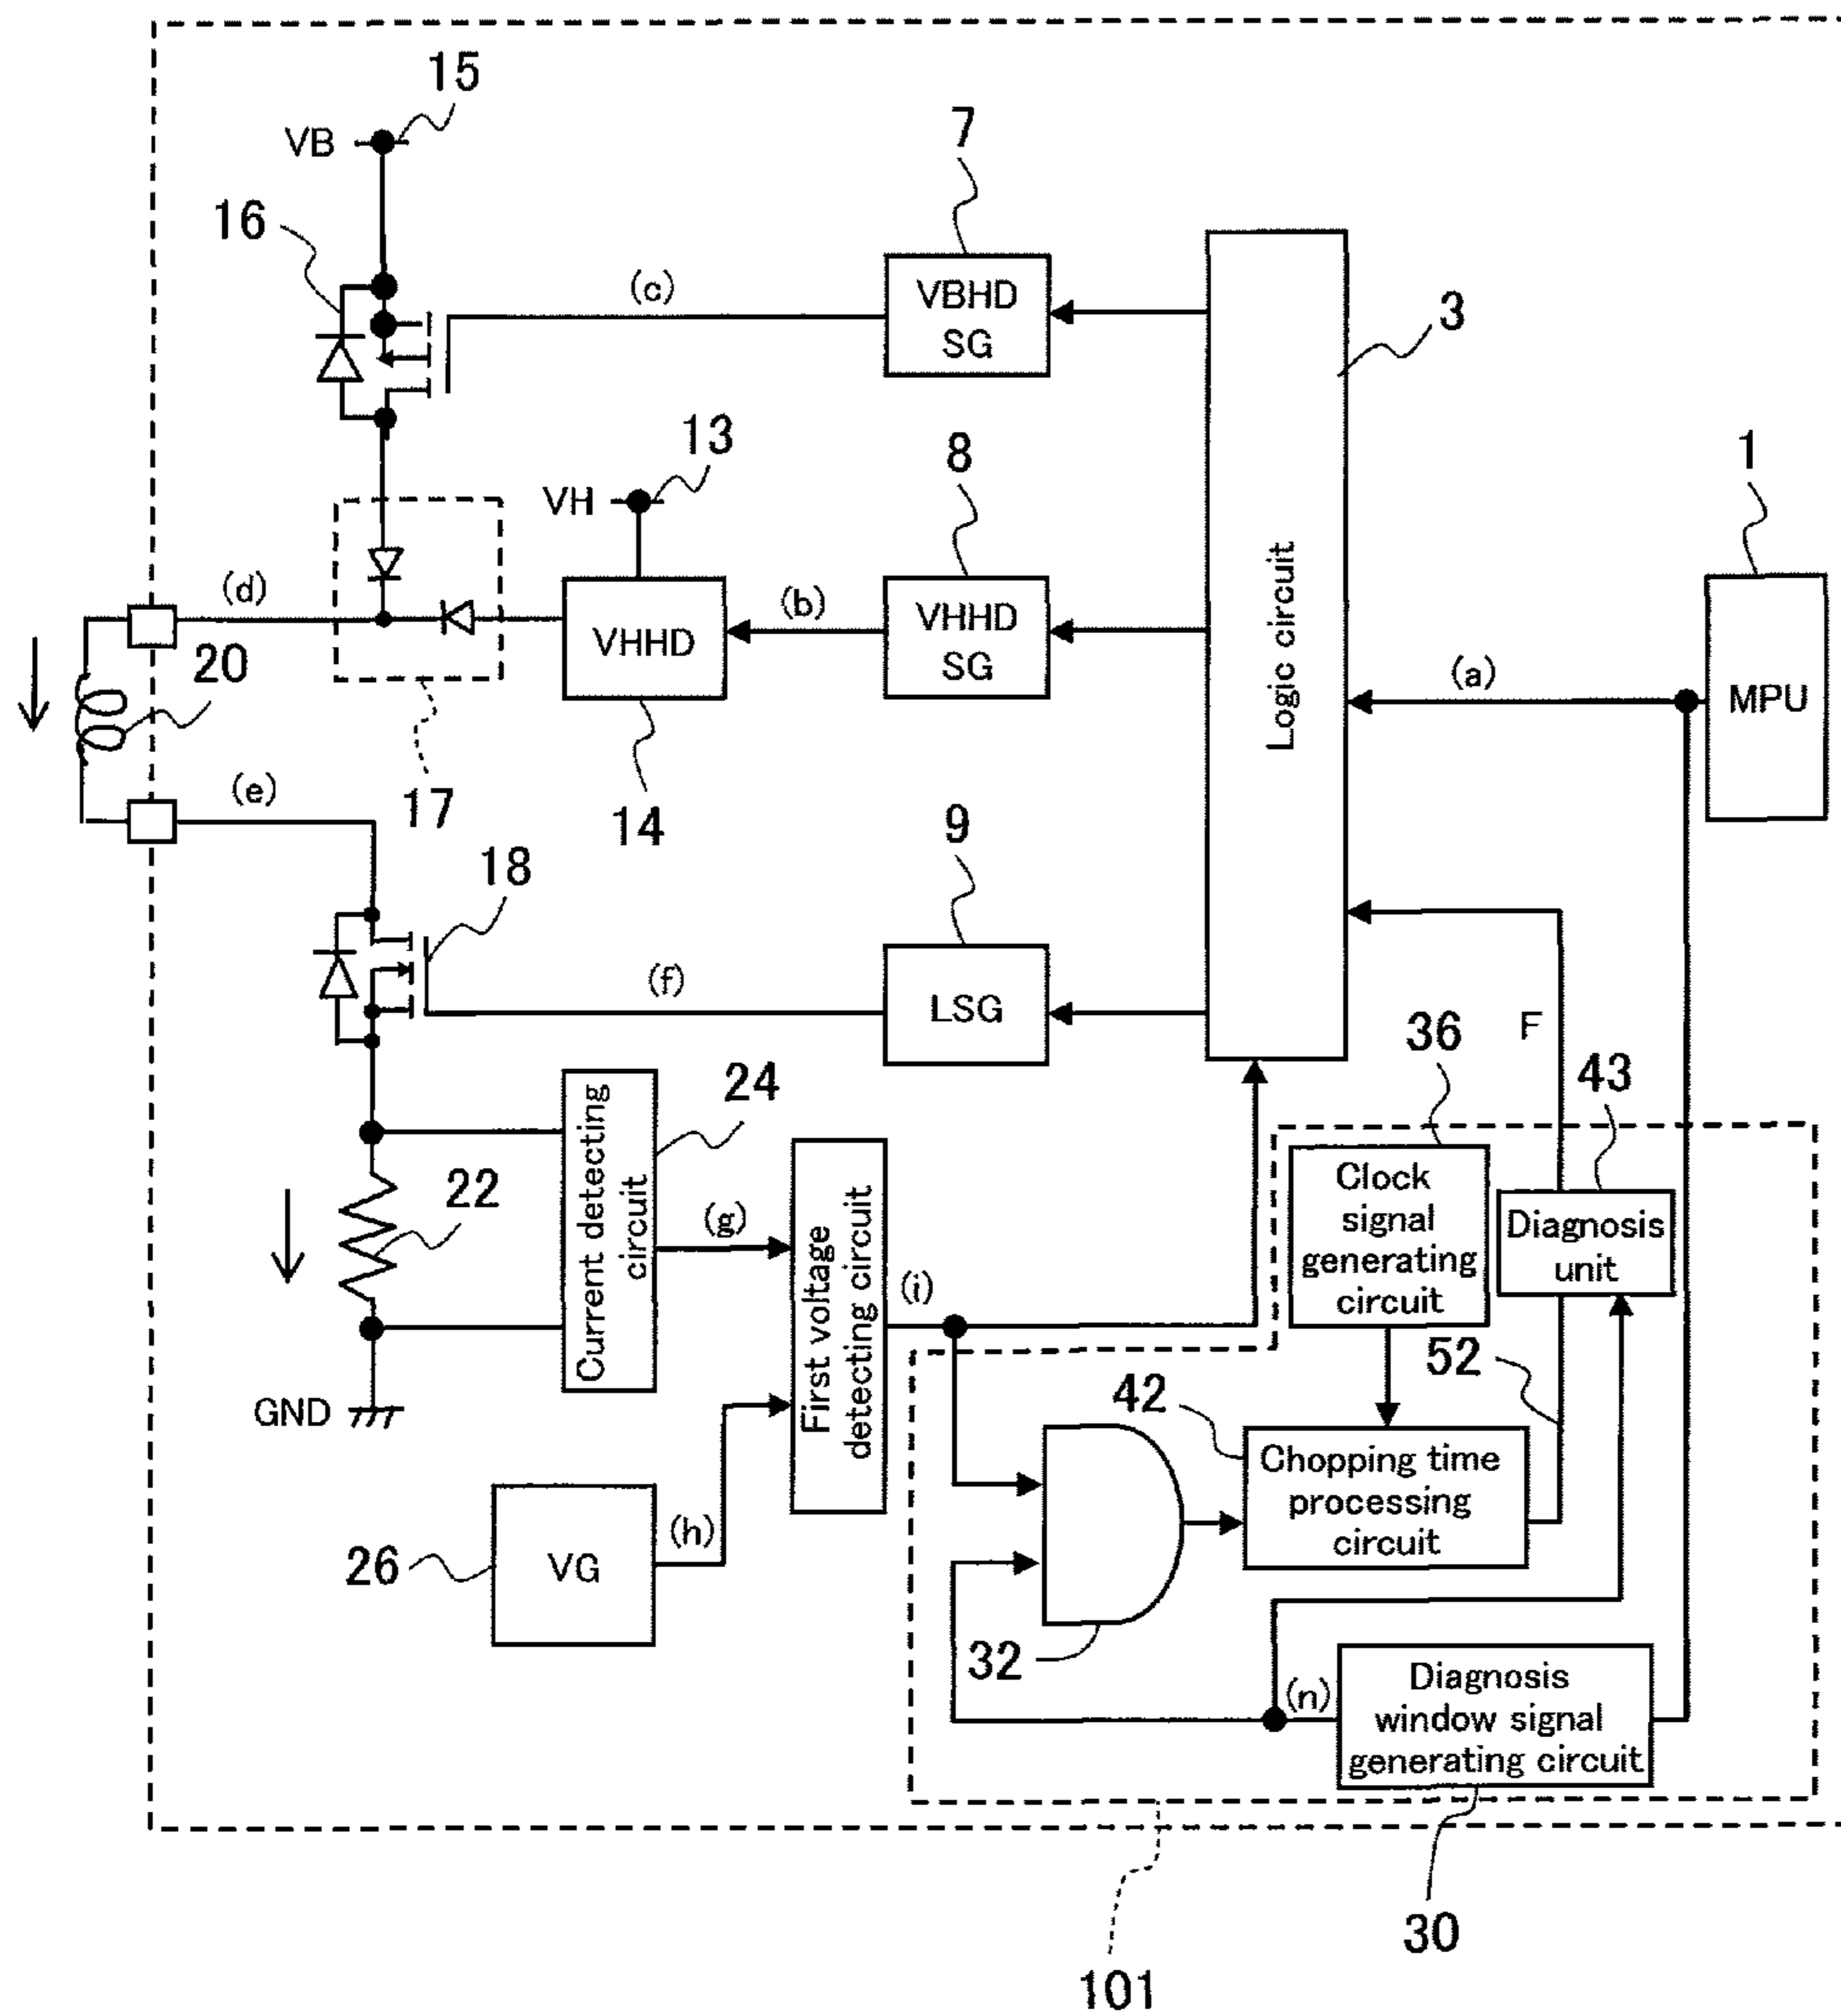 15
VB
7
16
(c)
VBHD
SG
3
13
VH
8
1
(d)
(b)
VHHD
VHHD
SG
Logic circuit
(a)
MPU
20
17
14
(e)
9
18
(f)
LSG
F
36
43
24
Current detecting
circuit
22
(g)
First voltage
detecting circuit
(i)
Clock
signal
generating
circuit
Diagnosis
unit
52
GND
42
Chopping time
processing
circuit
(h)
26
VG
32
(n)
Diagnosis
window signal
generating circuit
30
101